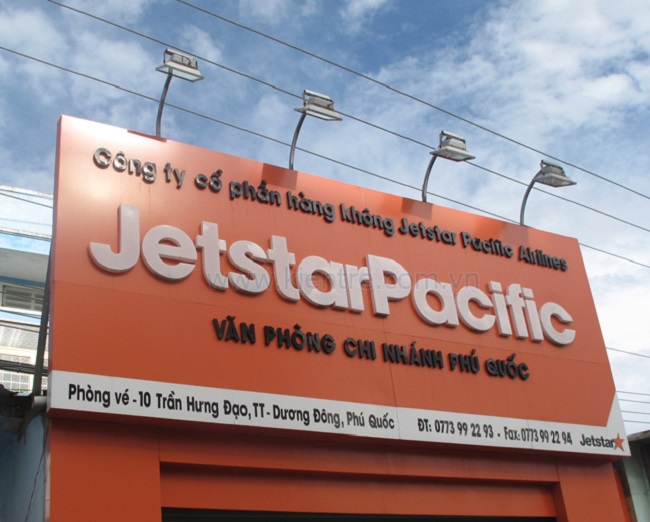 Công ty cổ phần hàng không Jetstar Pacific Airlines
JetstarPacific
VĂN PHÒNG CHI NHÁNH PHÚ QUỐC
Phòng vé - 10 Trần Hưng Đạo, TT - Dương Đông, Phú Quốc ĐT: 0773 99 22 93 - Fax: 0773 99 22 94 Jetstar